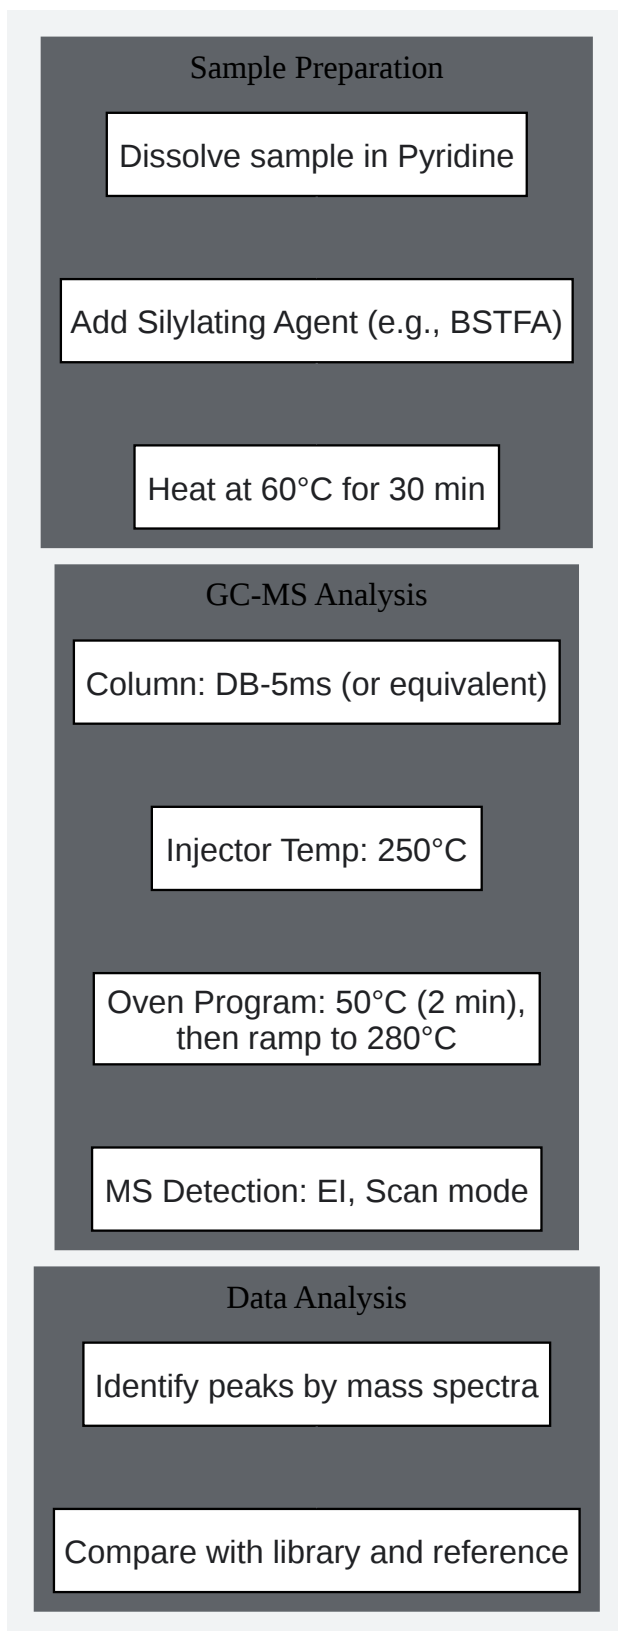 Sample Preparation
Dissolve sample in Pyridine
Add Silylating Agent (e.g., BSTFA)
Heat at 60°C for 30 min
GC-MS Analysis
Column: DB-5ms (or equivalent)
Injector Temp: 250°C
Oven Program: 50°C (2 min),
then ramp to 280°C
MS Detection: EI, Scan mode
Data Analysis
Identify peaks by mass spectra
Compare with library and reference